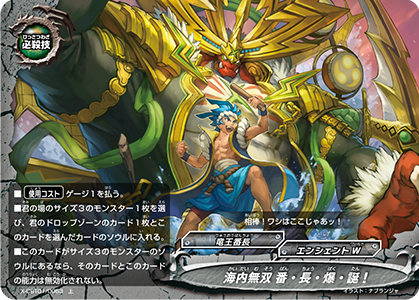 ひっさつわざ
必殺技
■使用コスト ゲージ1を払う。
■君の場のサイズ3のモンスター1枚を選
び、君のドロップゾーンのカード1枚とこ
のカードを選んだカードのソウルに入れる。
■このカードがサイズ3のモンスターのソ
ウルにあるなら、そのカードとこのカード
の能力は無効化されない。
相棒!ワシはここじゃあッ!
竜王番長
エンシェントW
海内無双 番・長・爆・誕!
イラスト:ナブランジャ